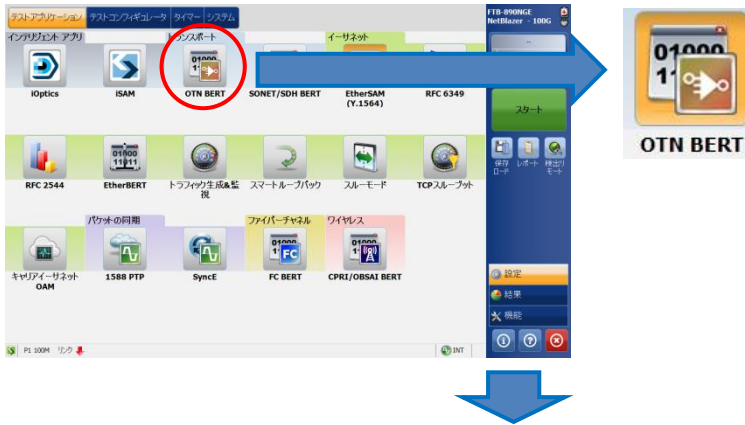 テストアプリケーション テストコンフィギュレータ タイマー システム
FTB-890NGE
NetBlazer - 100G
インテリジェント アプリ トランスポート イーサネット
--
01000
iOptics iSAM OTN BERT SONET/SDH BERT EtherSAM RFC 6349
(Y.1564)
スタート
OTN BERT
保存 レポート 挿入/
ロード モート
01000
11011
RFC 2544 EtherBERT トラフィック生成&監視 スマートループバック スルーモード TCPスループット
パケットの同期 ファイバーチャネル ワイヤレス
01000
FC
キャリアイーサネット 1588 PTP SyncE FC BERT CPRI/OBSAI BERT
OAM
設定
結果
機能
P1 100M リンク INT